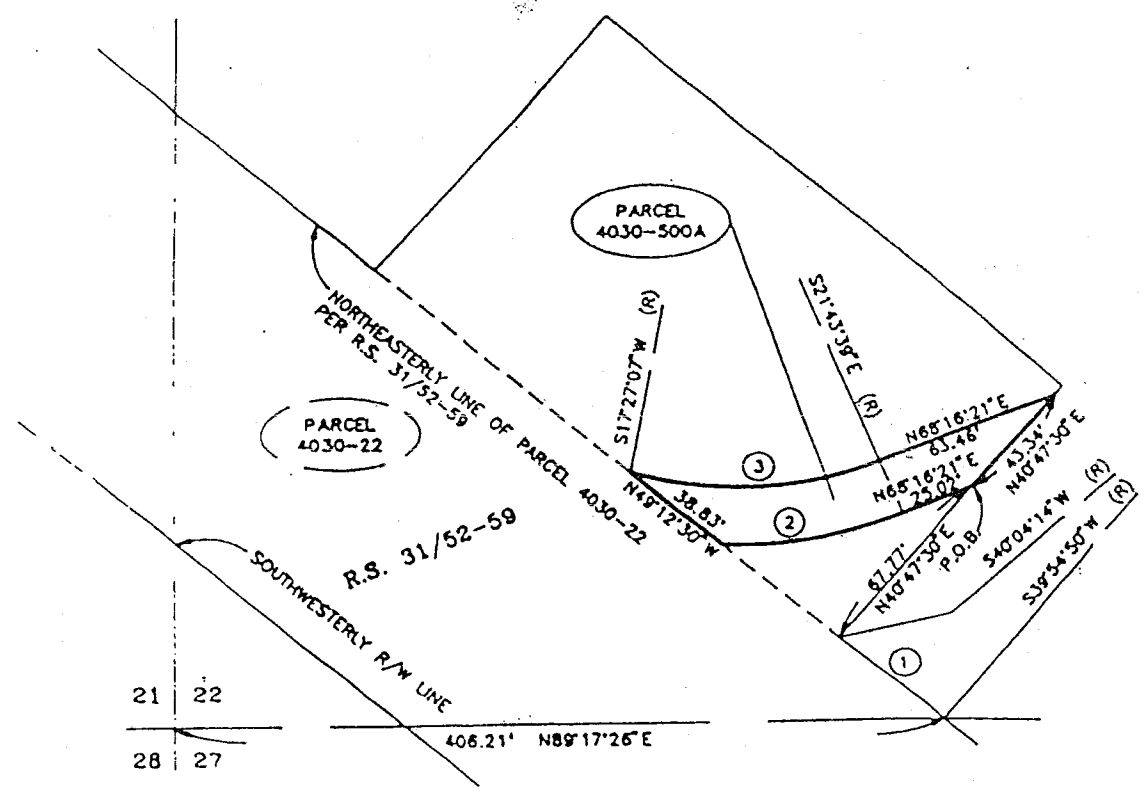 PARCEL
4030-500A
S17°27'07"W (R)
S21°43'39"E (R)
NORTHEASTERLY LINE OF PARCEL 4030-22
PER R.S. 31/52-59
PARCEL
4030-22
N68°16'21"E
63.46'
3
N68°16'21"E
25.03'
43.34'
N40°47'30"E
38.83'
N49°12'30"W
2
67.77'
N40°47'30"E
P.O.B.
S40°04'14"W (R)
S39°54'50"W (R)
R.S. 31/52-59
SOUTHWESTERLY R/W LINE
1
21 22
28 27
406.21' N89°17'26"E